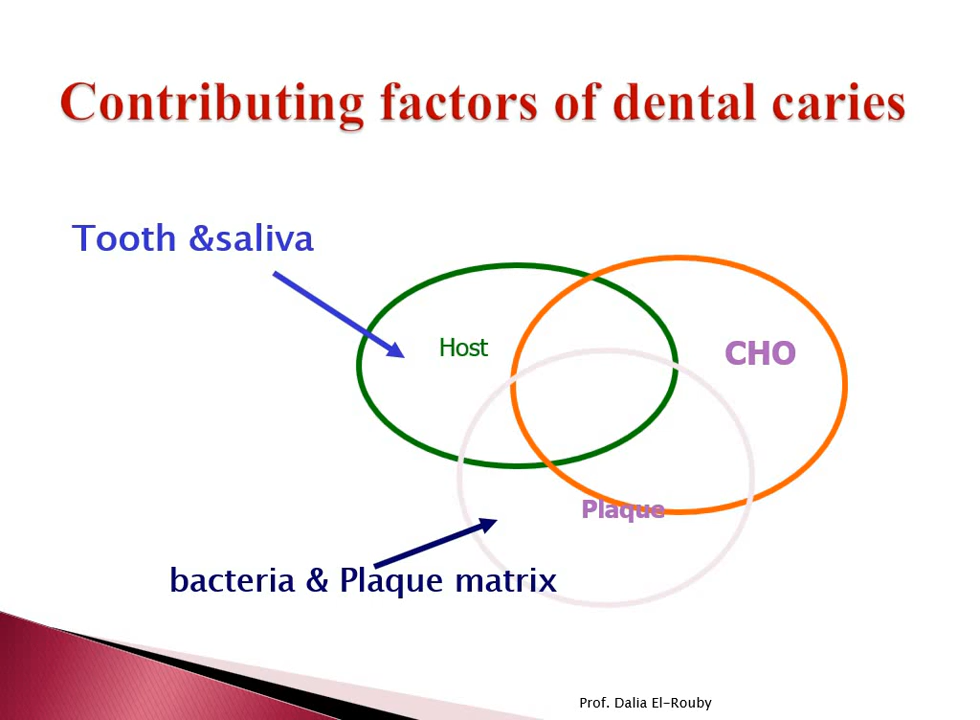 Contributing factors of dental caries
Tooth &saliva
Host
CHO
Plaque
bacteria & Plaque matrix
Prof. Dalia El-Rouby